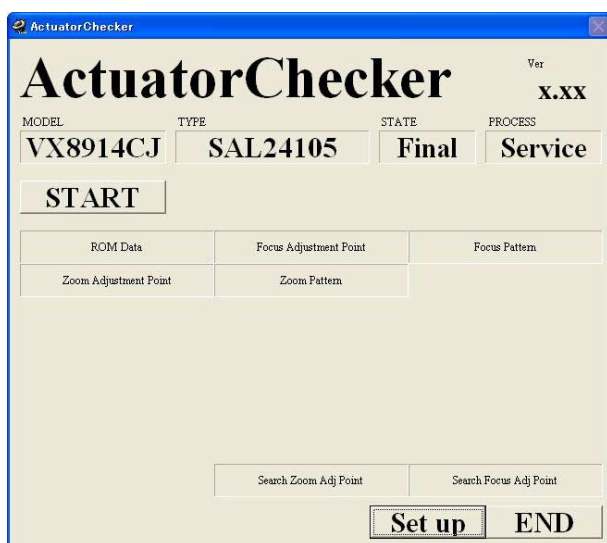 ActuatorChecker
ActuatorChecker
Ver
x.xx
MODEL TYPE STATE PROCESS
VX8914CJ SAL24105 Final Service
START
ROM Data Focus Adjustment Point Focus Pattern
Zoom Adjustment Point Zoom Pattern
Search Zoom Adj Point Search Focus Adj Point
Set up END